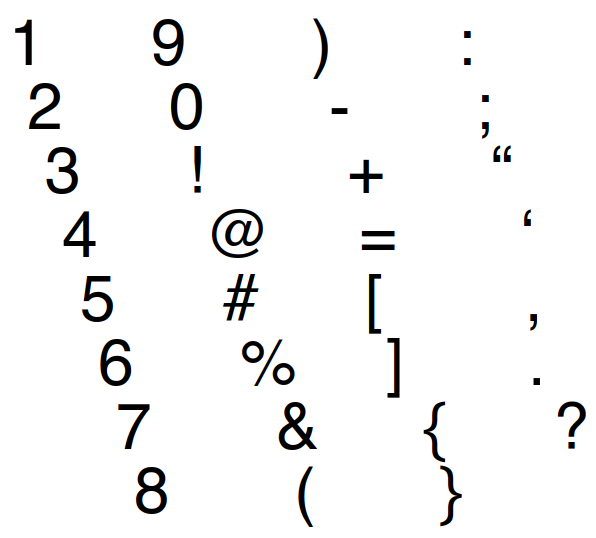 1 9 ) :
2 0 - ;
3 ! + “
4 @ = ‘
5 # [ ,
6 % ] .
7 & { ?
8 ( }